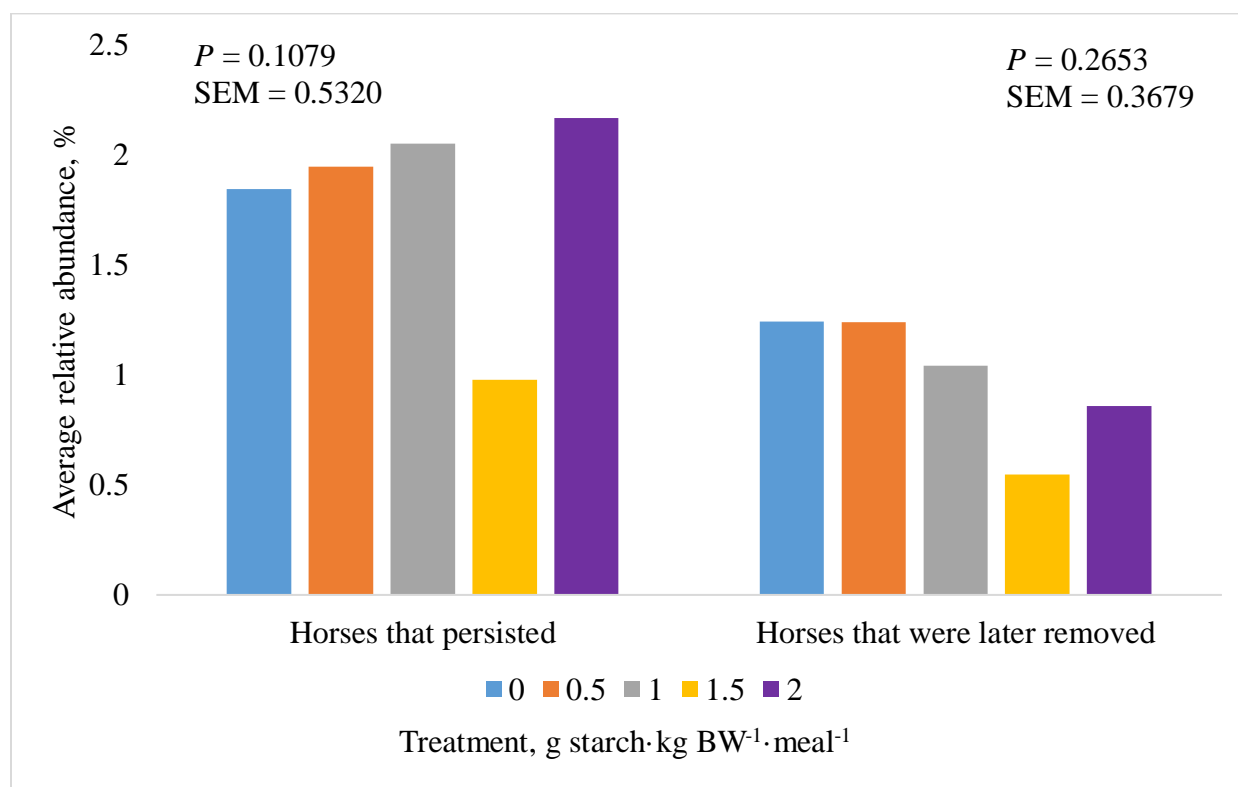 Average relative abundance, %
2.5
2
1.5
1
0.5
0
P = 0.1079
SEM = 0.5320
P = 0.2653
SEM = 0.3679
Horses that persisted
Horses that were later removed
0 0.5 1 1.5 2
Treatment, g starch·kg BW⁻¹·meal⁻¹